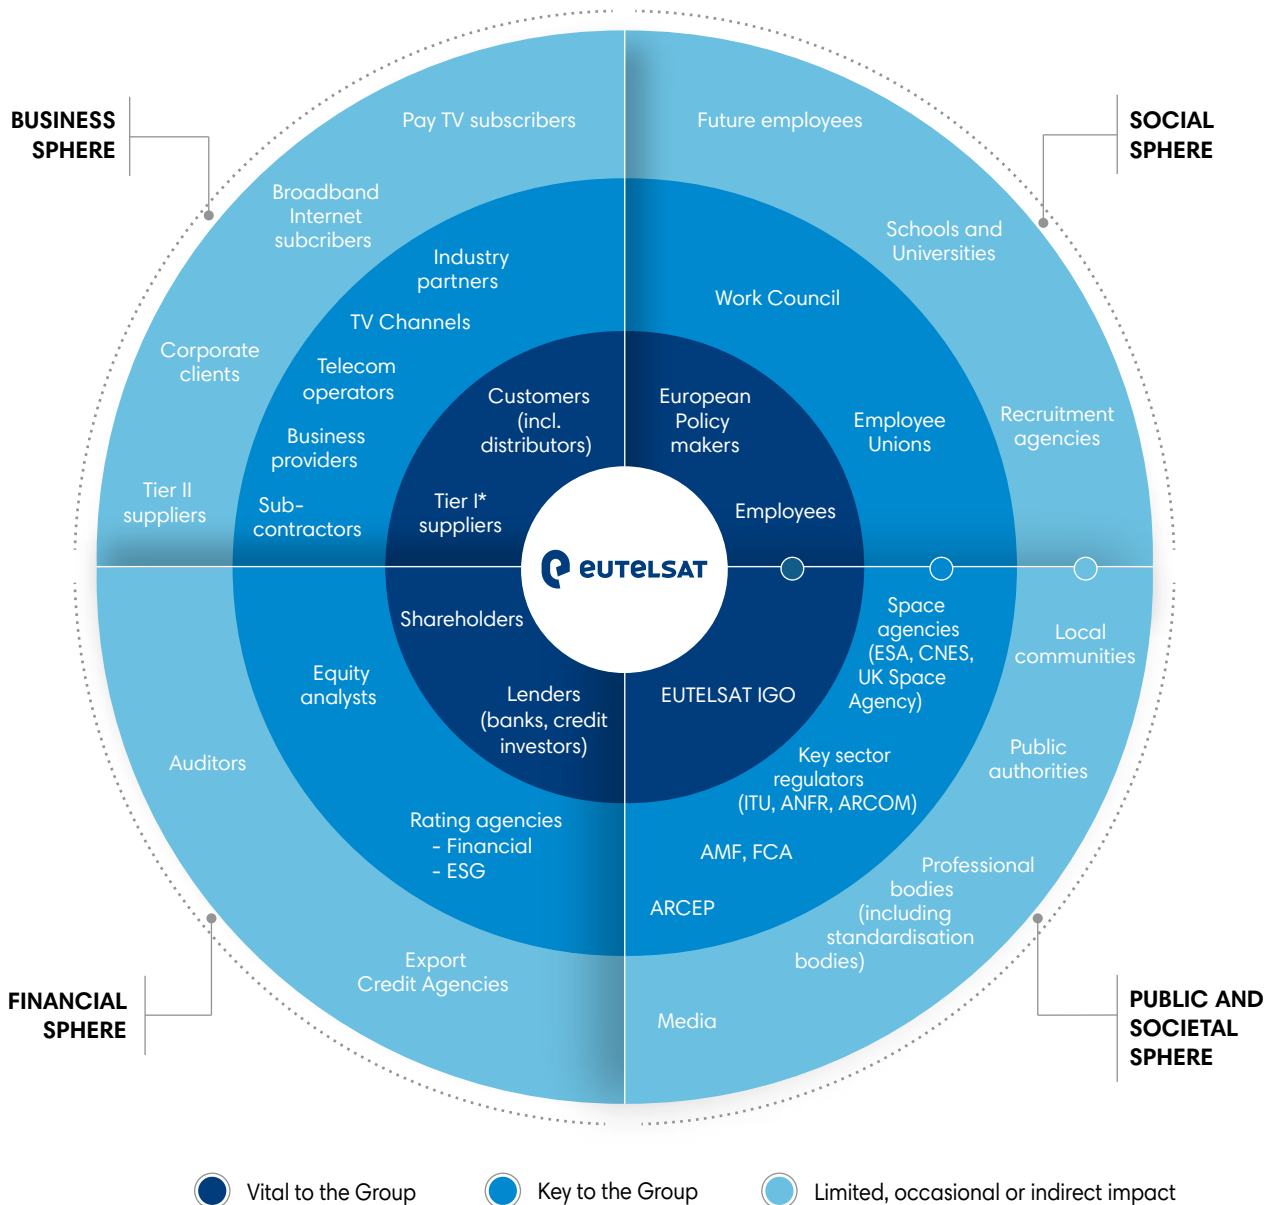 BUSINESS
SPHERE
Pay TV subscribers
Broadband
Internet
subcribers
Industry
partners
TV Channels
Corporate
clients
Telecom
operators
Business
providers
Customers
(incl.
distributors)
Tier II
suppliers
Sub-
contractors
Tier I*
suppliers
SOCIAL
SPHERE
Future employees
Schools and
Universities
Work Council
European
Policy
makers
Employee
Unions
Recruitment
agencies
Employees
eutelsat
Shareholders
Equity
analysts
Lenders
(banks, credit
investors)
Auditors
Rating agencies
- Financial
- ESG
Export
Credit Agencies
FINANCIAL
SPHERE
Space
agencies
(ESA, CNES,
UK Space
Agency)
Local
communities
EUTELSAT IGO
Key sector
regulators
(ITU, ANFR, ARCOM)
Public
authorities
AMF, FCA
Professional
bodies
(including
standardisation
bodies)
ARCEP
Media
PUBLIC AND
SOCIETAL
SPHERE
Vital to the Group
Key to the Group
Limited, occasional or indirect impact